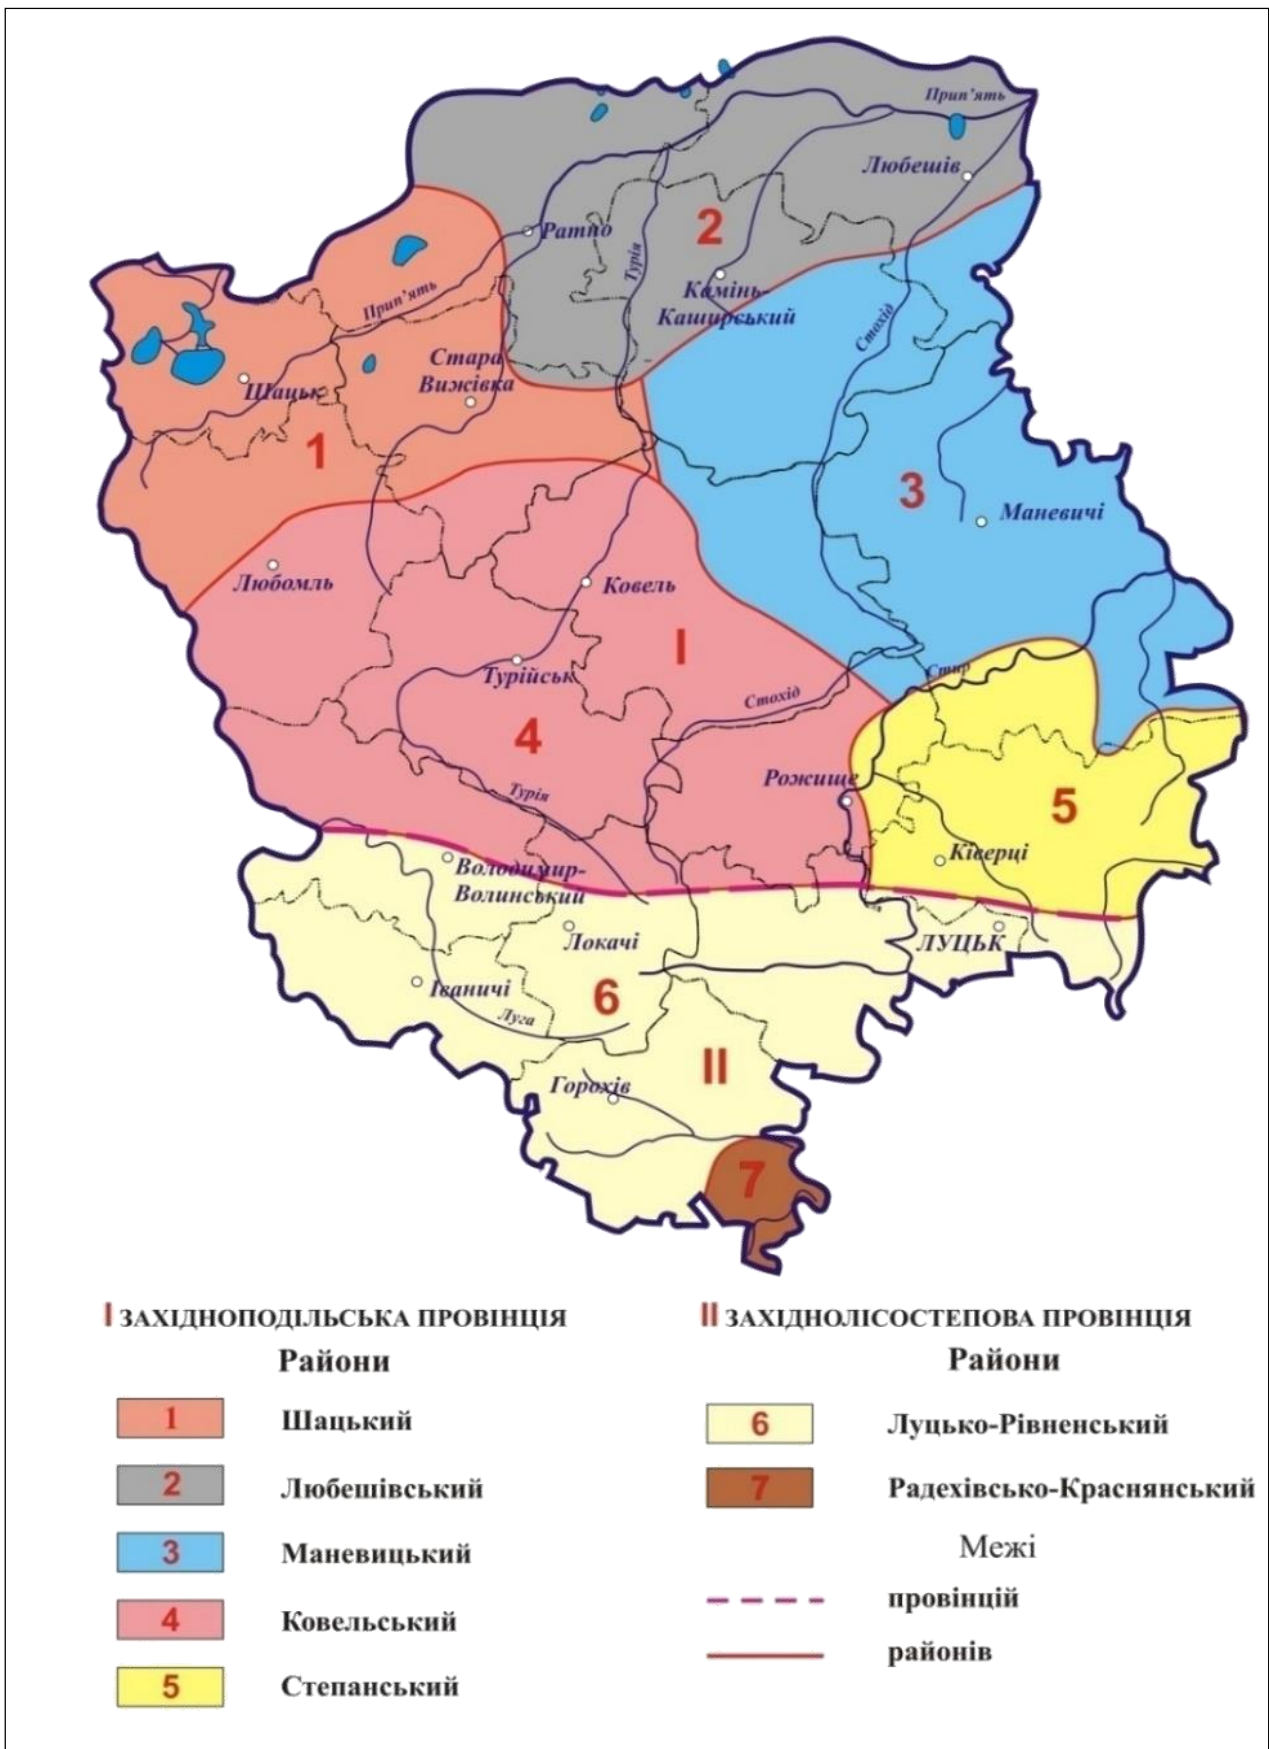 Прип’ять
Любешів
2
Ратно
Турія
Камінь-
Каширський
Прип’ять
Стохід
Стара
Вижівка
Шацьк
1
3
Маневичі
Любомль
Ковель
I
Турійськ
Стир
Стохід
4
Рожище
Турія
5
Ківерці
Володимир-
Волинський
Локачі
ЛУЦЬК
Іваничі
6
Луга
II
Горохів
7
I ЗАХІДНОПОДІЛЬСЬКА ПРОВІНЦІЯ
Райони
1 Шацький
2 Любешівський
3 Маневицький
4 Ковельський
5 Степанський
II ЗАХІДНОЛІСОСТЕПОВА ПРОВІНЦІЯ
Райони
6 Луцько-Рівненський
7 Радехівсько-Краснянський
Межі
провінцій
районів